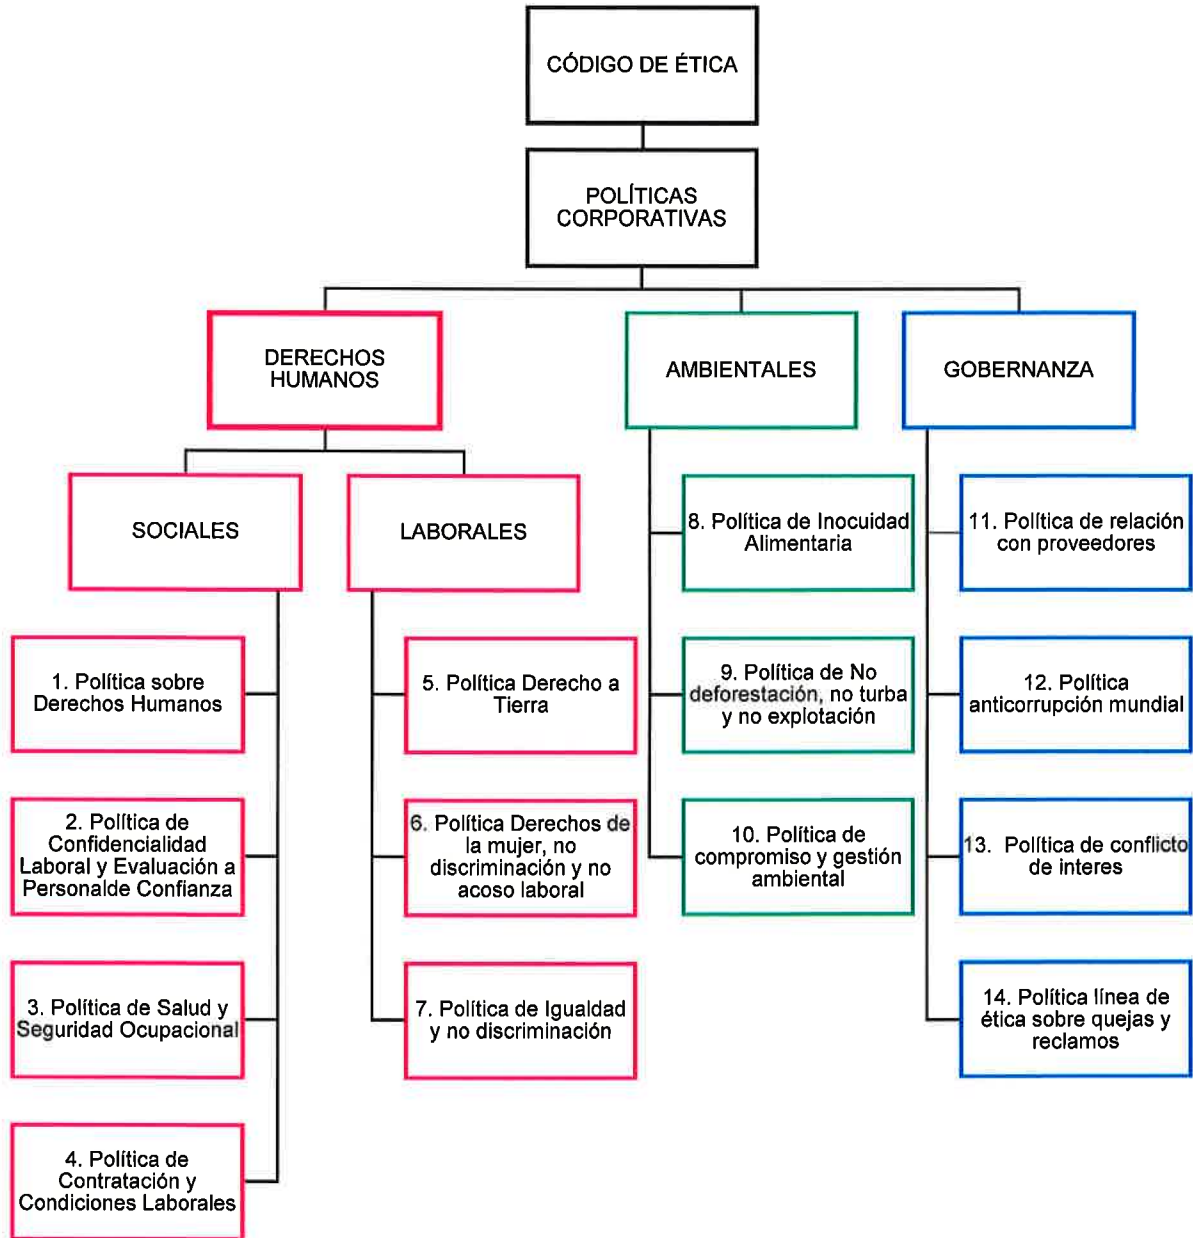 CÓDIGO DE ÉTICA
POLÍTICAS
CORPORATIVAS
DERECHOS
HUMANOS
AMBIENTALES
GOBERNANZA
SOCIALES
LABORALES
1. Política sobre
Derechos Humanos
2. Política de
Confidencialidad
Laboral y Evaluación a
Personalde Confianza
3. Política de Salud y
Seguridad Ocupacional
4. Política de
Contratación y
Condiciones Laborales
5. Política Derecho a
Tierra
6. Política Derechos de
la mujer, no
discriminación y no
acoso laboral
7. Política de Igualdad
y no discriminación
8. Política de Inocuidad
Alimentaria
9. Política de No
deforestación, no turba
y no explotación
10. Política de
compromiso y gestión
ambiental
11. Política de relación
con proveedores
12. Política
anticorrupción mundial
13. Política de conflicto
de interes
14. Política línea de
ética sobre quejas y
reclamos